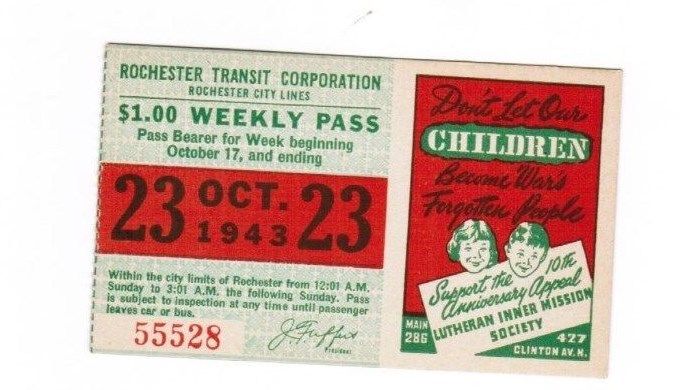 ROCHESTER TRANSIT CORPORATION
ROCHESTER CITY LINES
$1.00 WEEKLY PASS
Pass Bearer for Week beginning
October 17, and ending
23 OCT. 1943 23
Within the city limits of Rochester from 12:01 A.M.
Sunday to 3:01 A.M. the following Sunday. Pass
is subject to inspection at any time until passenger
leaves car or bus.
55528
PRESIDENT
Don't Let Our
CHILDREN
Become War's
Forgotten People
Support the 10th
Anniversary Appeal
LUTHERAN INNER MISSION
SOCIETY
MAIN
286
427
CLINTON AV. N.